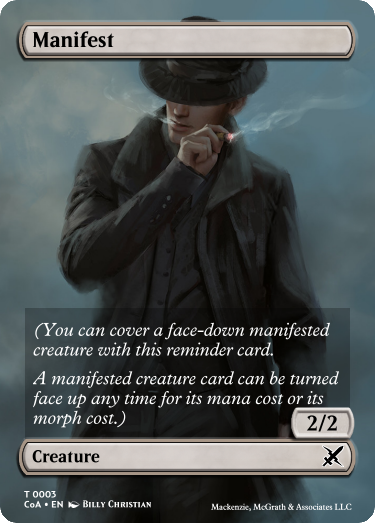 Manifest
(You can cover a face-down manifested
creature with this reminder card.
A manifested creature card can be turned
face up any time for its mana cost or its
morph cost.)
2/2
Creature
T 0003
CoA • EN Billy Christian
Mackenzie, McGrath & Associates LLC